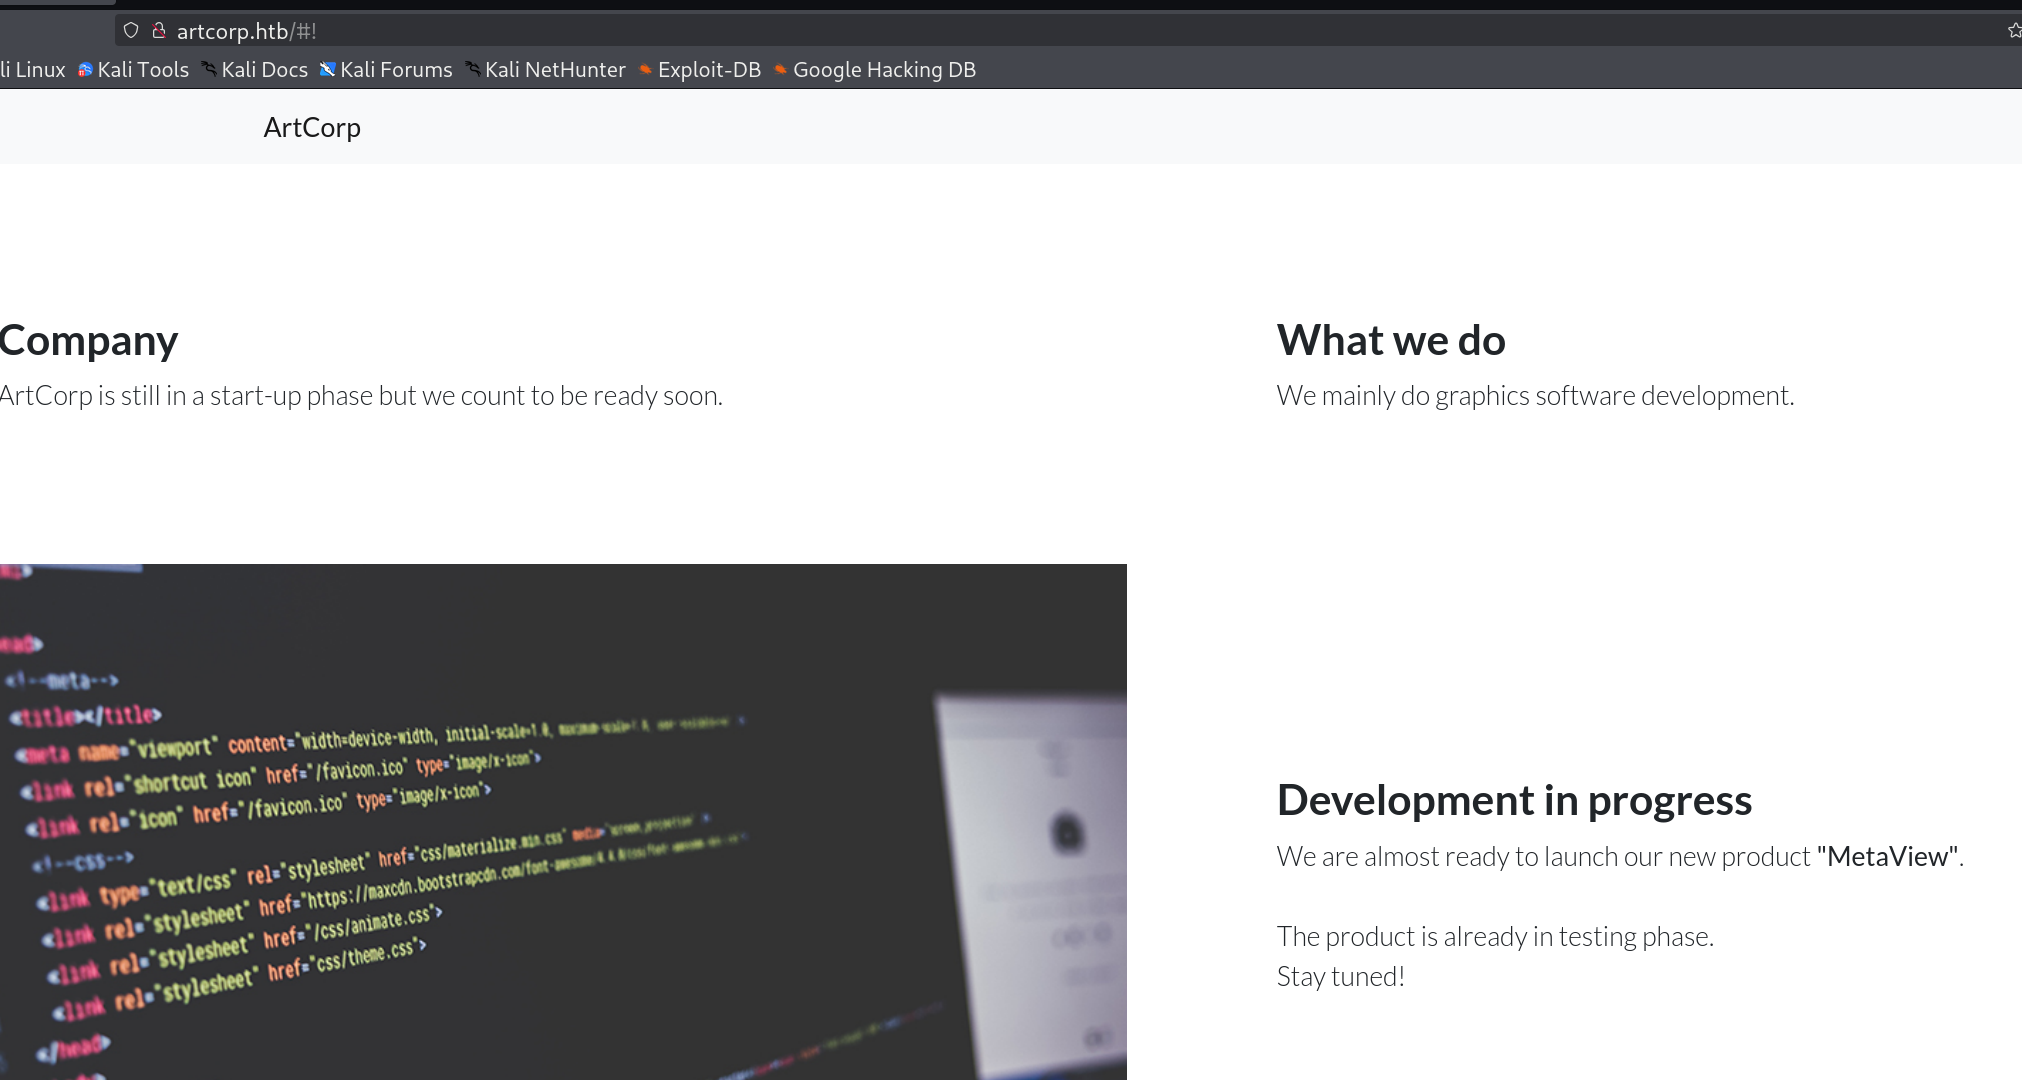 artcorp.htb/#!
li Linux Kali Tools Kali Docs Kali Forums Kali NetHunter Exploit-DB Google Hacking DB
ArtCorp
Company
ArtCorp is still in a start-up phase but we count to be ready soon.
What we do
We mainly do graphics software development.
Development in progress
We are almost ready to launch our new product "MetaView".
The product is already in testing phase.
Stay tuned!
ead>
<!--meta-->
<title></title>
<meta name="viewport" content="width=device-width, initial-scale=1.0,
<link rel="shortcut icon" href="/favicon.ico" type="image/x-icon">
<link rel="icon" href="/favicon.ico" type="image/x-icon">
<!--css-->
<link type="text/css" rel="stylesheet" href="css/materialize.min.css"
<link rel="stylesheet" href="https://maxcdn.bootstrapcdn.com/font-awesome/
<link rel="stylesheet" href="/css/animate.css">
<link rel="stylesheet" href="css/theme.css">
</head>